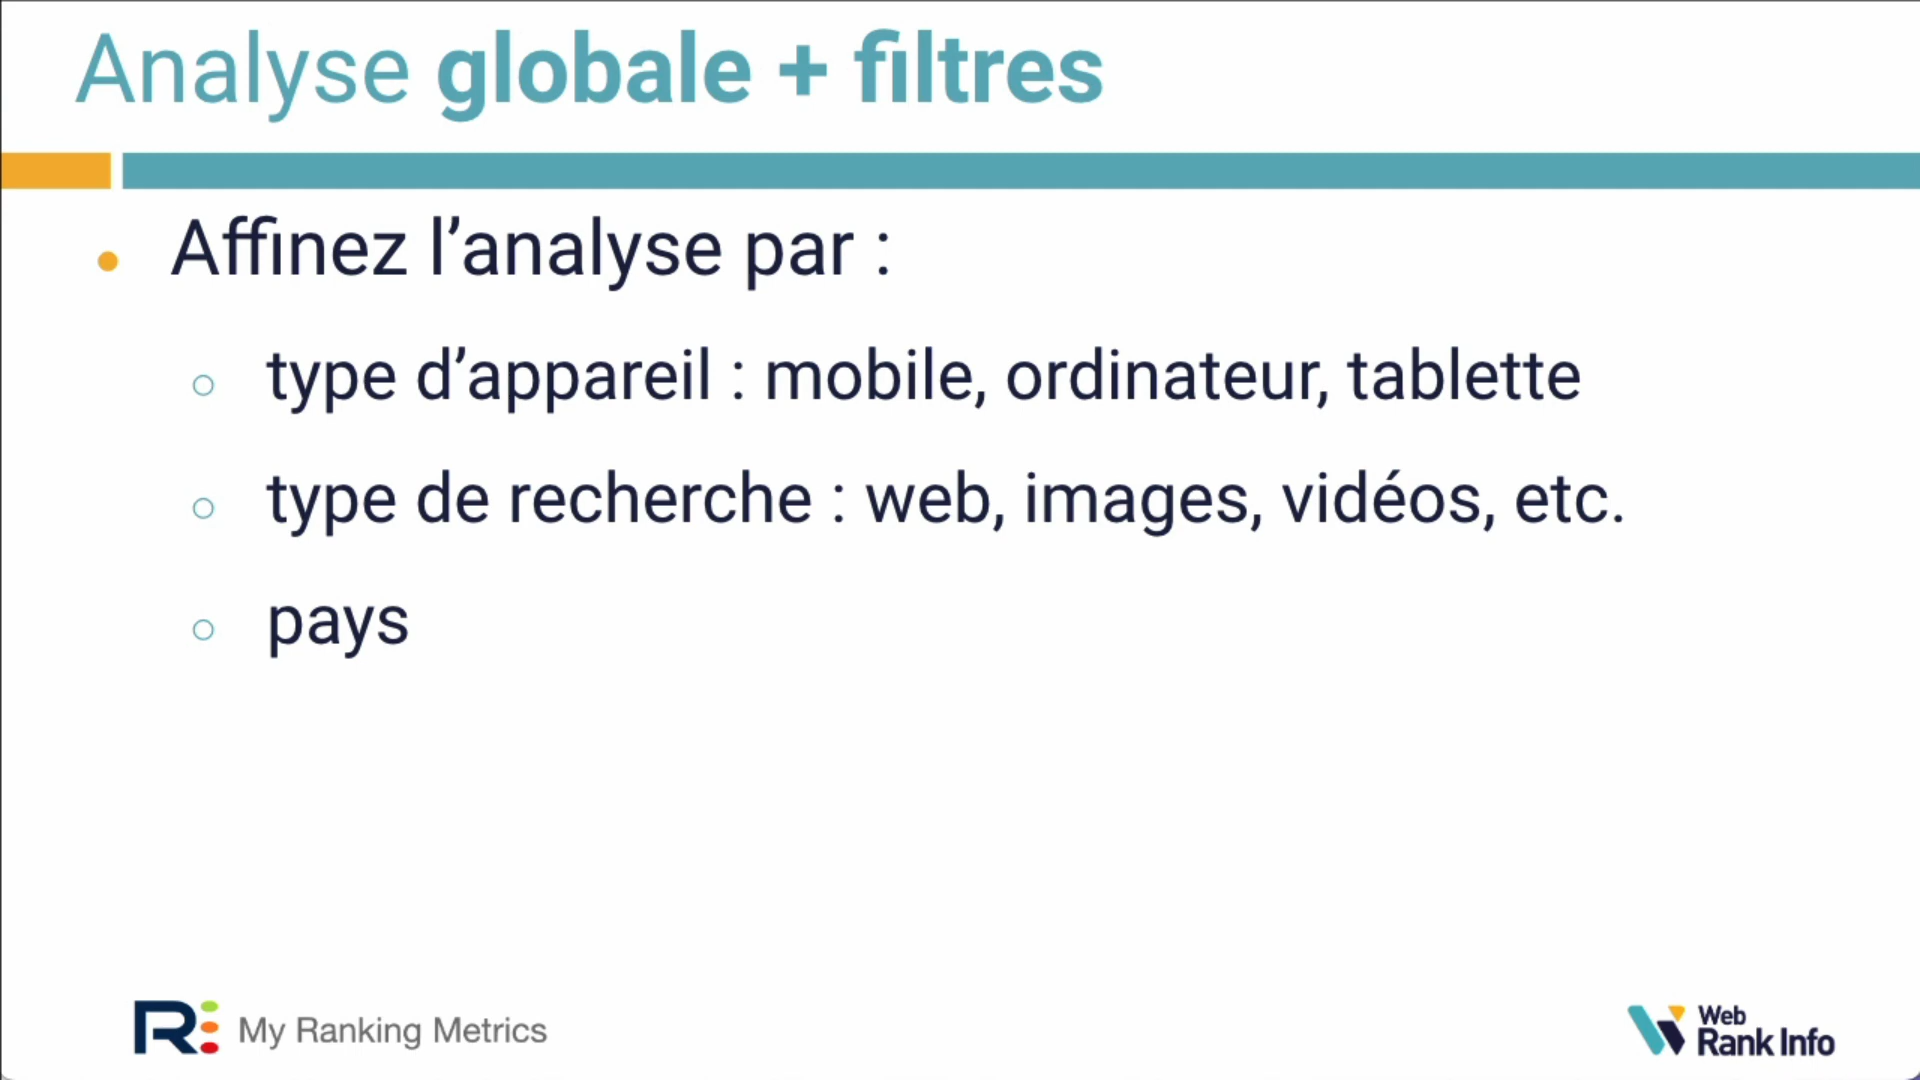 Analyse globale + filtres
Affinez l’analyse par :
type d’appareil : mobile, ordinateur, tablette
type de recherche : web, images, vidéos, etc.
pays
My Ranking Metrics
Web
Rank Info